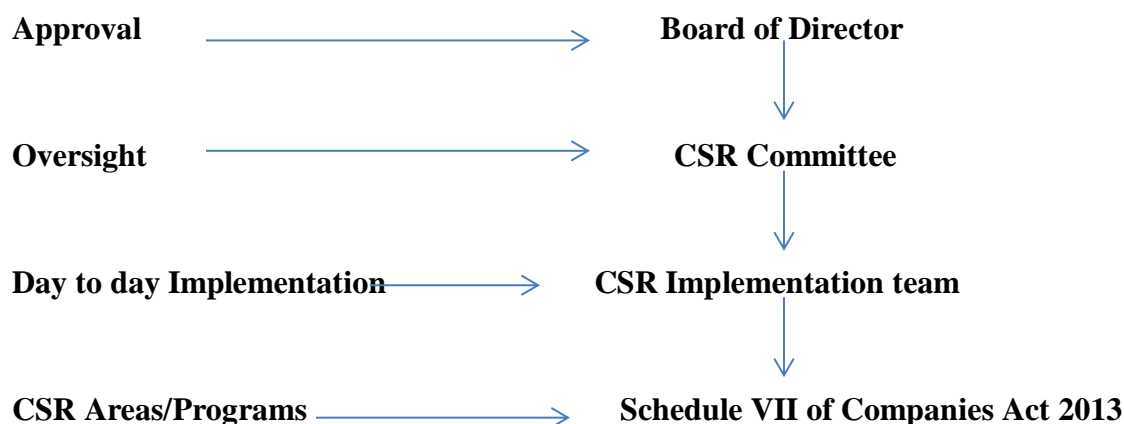 Approval Board of Director
Oversight CSR Committee
Day to day Implementation CSR Implementation team
CSR Areas/Programs Schedule VII of Companies Act 2013